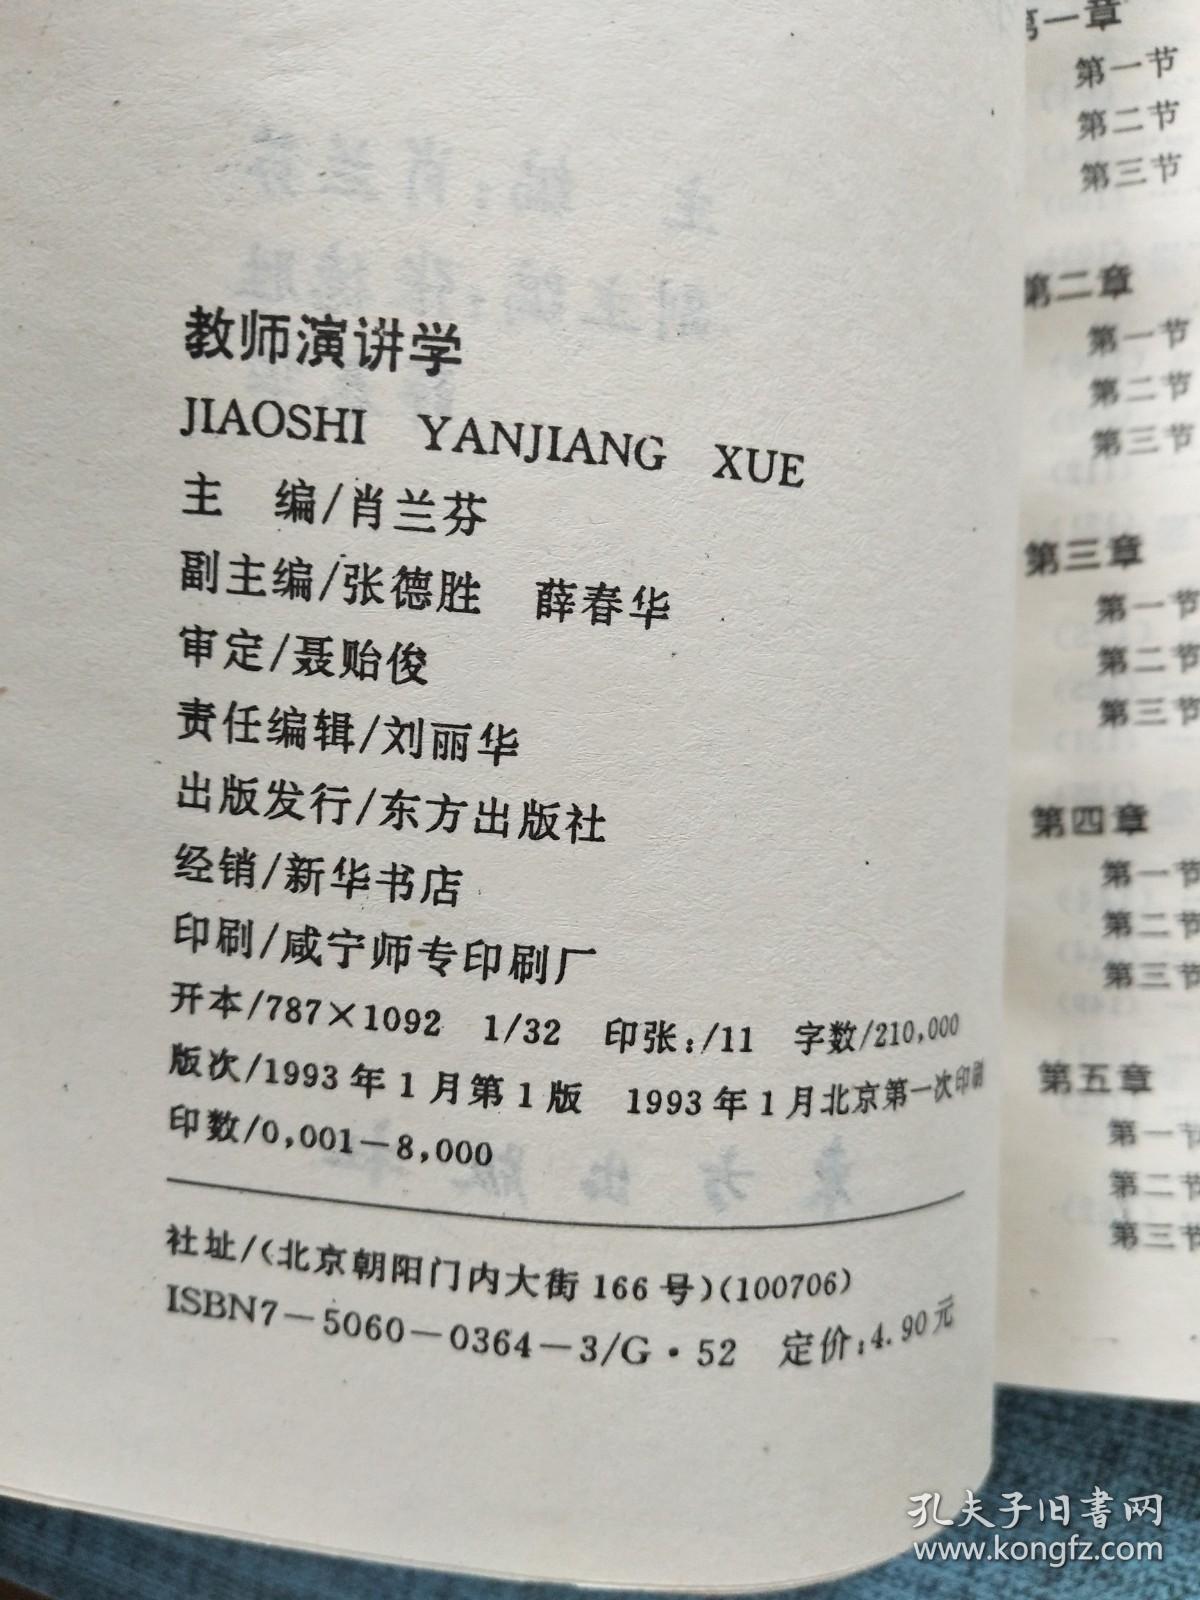 教师演讲学
JIAOSHI YANJIANG XUE
主 编/肖兰芬
副主编/张德胜 薛春华
审定/聂贻俊
责任编辑/刘丽华
出版发行/东方出版社
经销/新华书店
印刷/咸宁师专印刷厂
开本/787×1092 1/32 印张:/11 字数/210,000
版次/1993年1月第1版 1993年1月北京第一次印刷
印数/0,001－8,000
社址/(北京朝阳门内大街166号)(100706)
ISBN7－5060－0364－3/G·52 定价:4.90元
第一章
第一节
第二节
第三节
第二章
第一节
第二节
第三节
第三章
第一节
第二节
第三节
第四章
第一节
第二节
第三节
第五章
第一节
第二节
第三节
孔夫子旧书网
www.kongfz.com